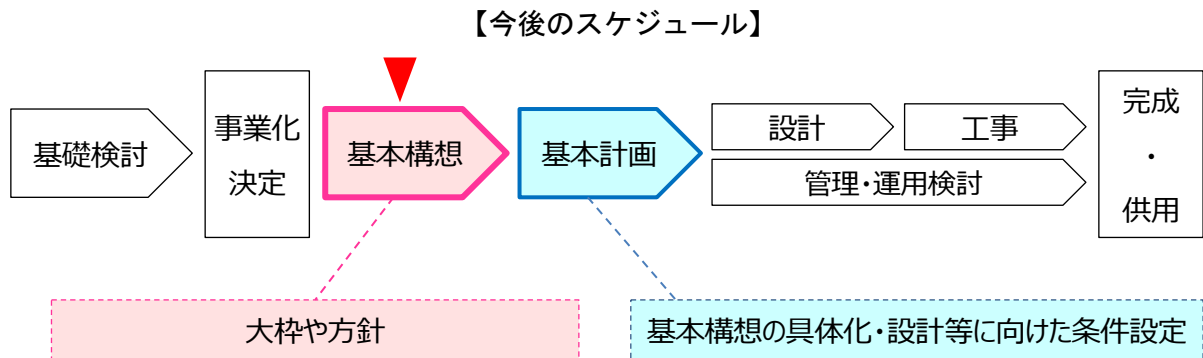 【今後のスケジュール】
基礎検討
事業化
決定
基本構想
基本計画
設計
工事
管理・運用検討
完成
・
供用
大枠や方針
基本構想の具体化・設計等に向けた条件設定